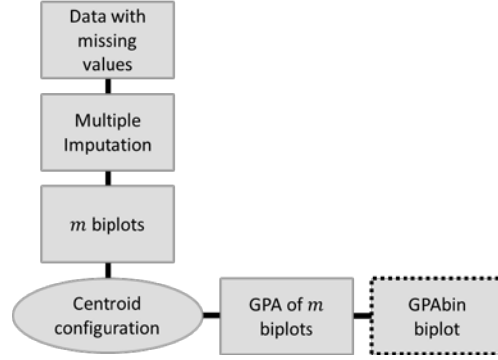 Data with
missing
values
Multiple
Imputation
m biplots
Centroid
configuration
GPA of m
biplots
GPAbin
biplot